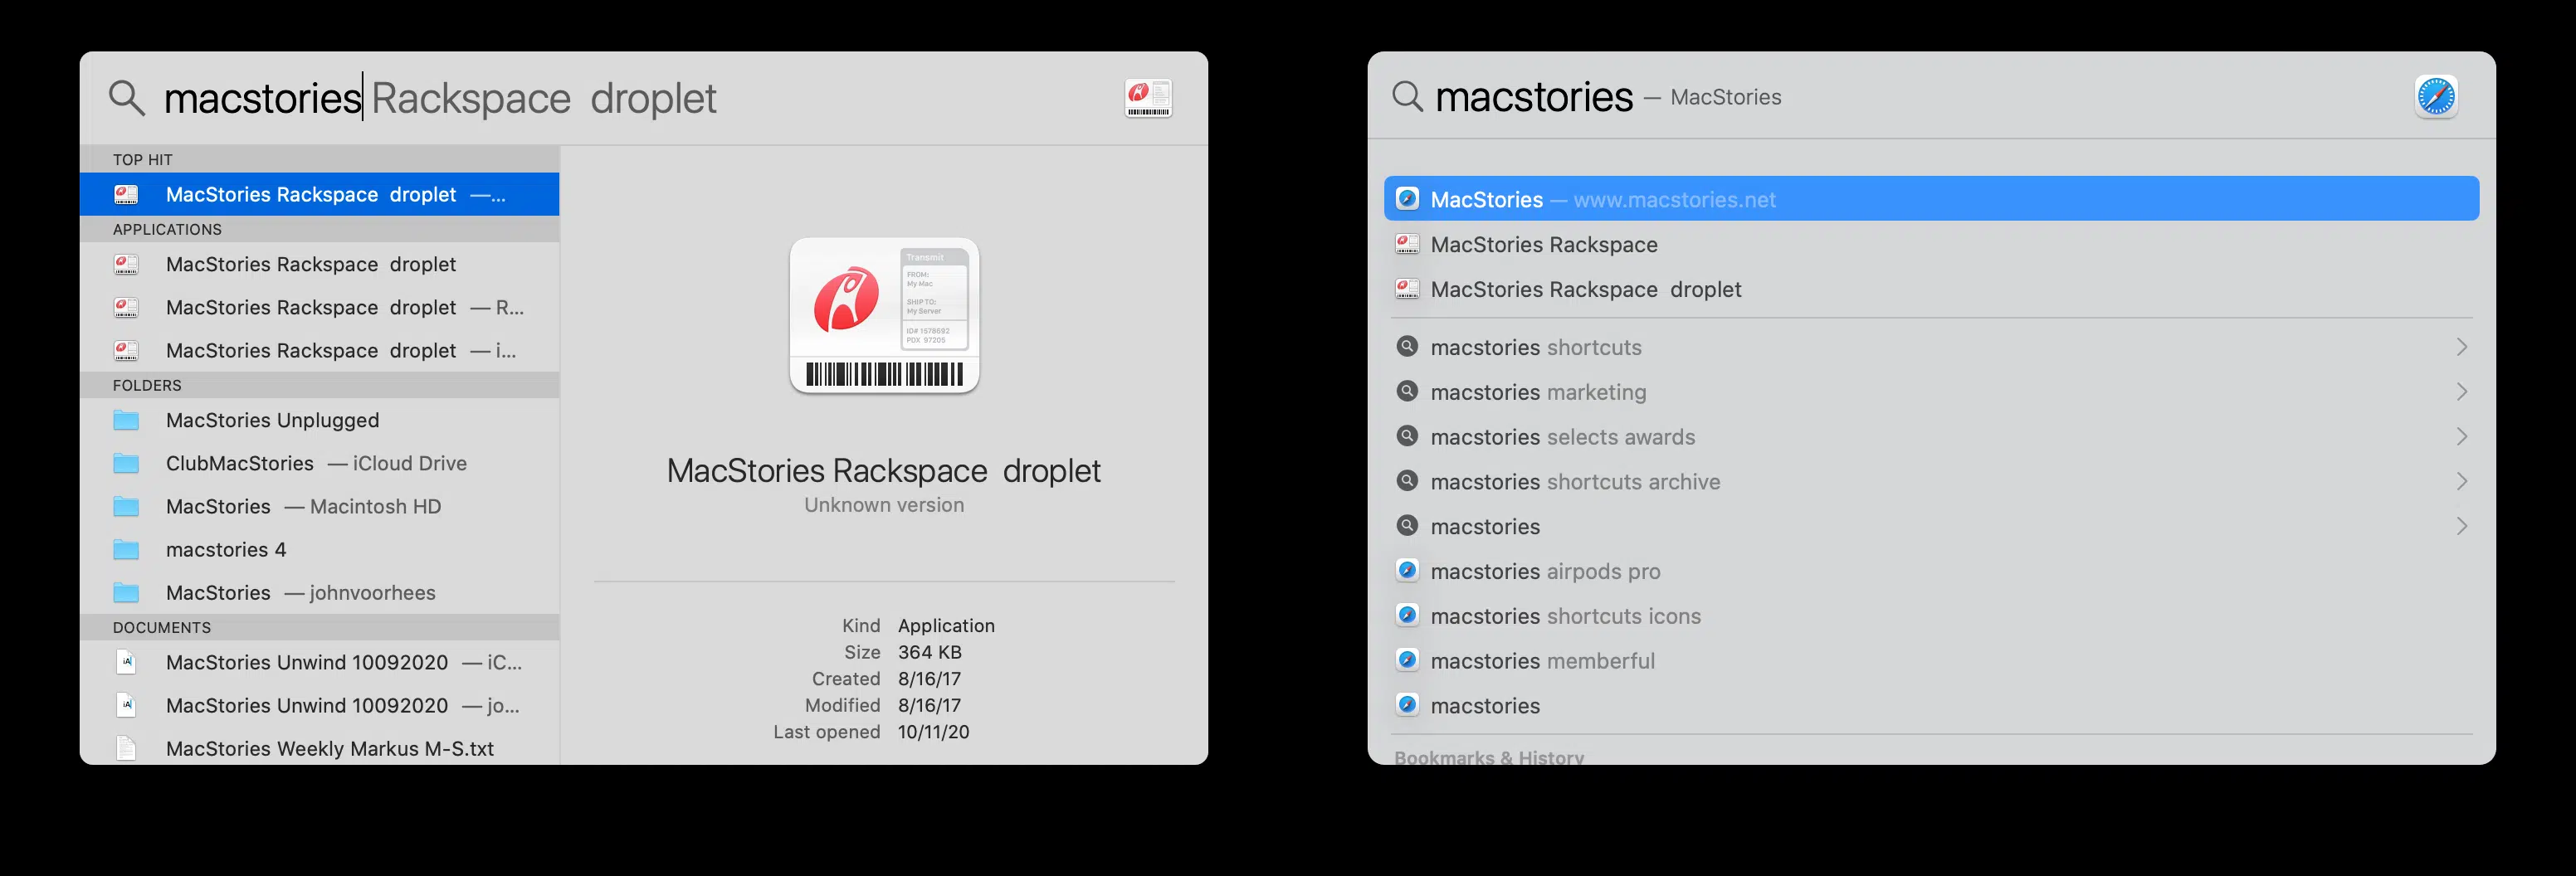 macstories Rackspace  droplet
TOP HIT
MacStories Rackspace  droplet —...
APPLICATIONS
MacStories Rackspace  droplet
MacStories Rackspace  droplet — R...
MacStories Rackspace  droplet — i...
FOLDERS
MacStories Unplugged
ClubMacStories — iCloud Drive
MacStories — Macintosh HD
macstories 4
MacStories — johnvoorhees
DOCUMENTS
MacStories Unwind 10092020 — iC...
MacStories Unwind 10092020 — jo...
MacStories Weekly Markus M-S.txt
Transmit
FROM:
My Mac
SHIP TO:
My Server
ID# 1578692
PDX 97205
MacStories Rackspace  droplet
Unknown version
Kind Application
Size 364 KB
Created 8/16/17
Modified 8/16/17
Last opened 10/11/20
macstories — MacStories
MacStories — www.macstories.net
MacStories Rackspace
MacStories Rackspace  droplet
macstories shortcuts
macstories marketing
macstories selects awards
macstories shortcuts archive
macstories
macstories airpods pro
macstories shortcuts icons
macstories memberful
macstories
Bookmarks & History